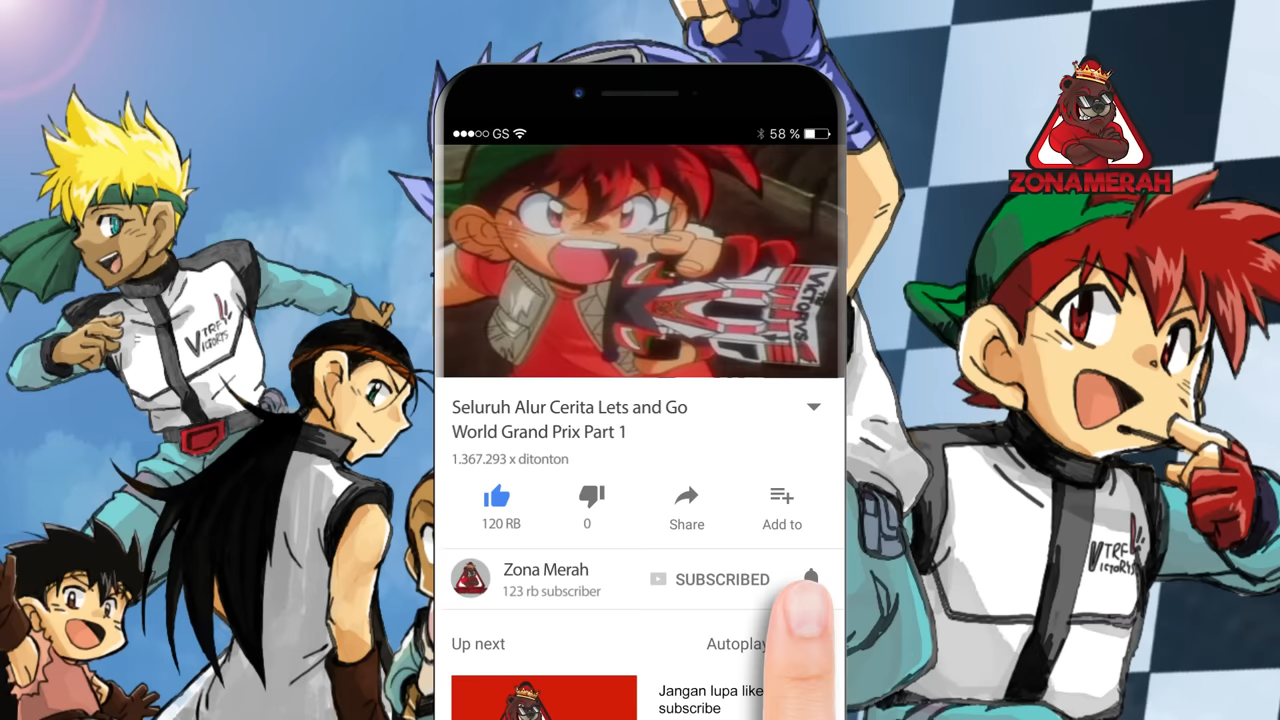 GS
58 %
ZONAMERAH
VICTORYS
TRF
VICTORYS
TRF
VICTORYS
Seluruh Alur Cerita Lets and Go
World Grand Prix Part 1
1.367.293 x ditonton
120 RB
0
Share
Add to
Zona Merah
SUBSCRIBED
123 rb subscriber
Up next
Autoplay
Jangan lupa like
subscribe